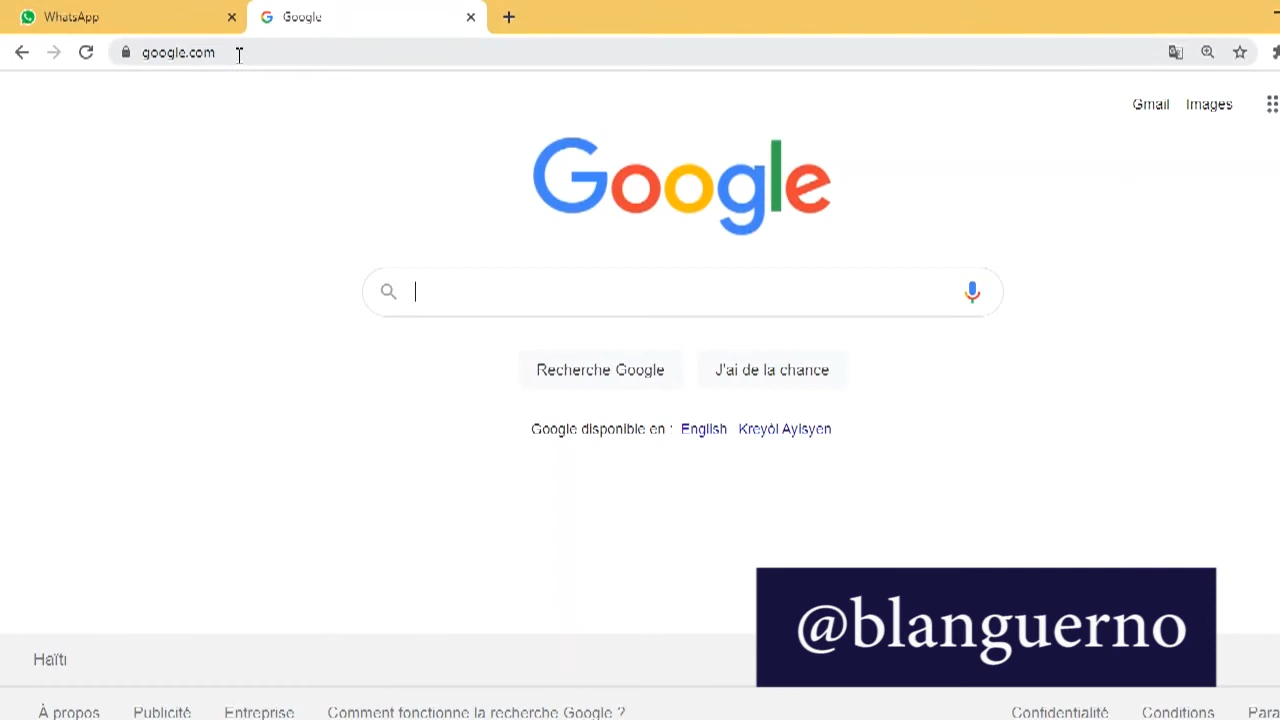 WhatsApp
Google
google.com
Gmail Images
Google
Recherche Google J'ai de la chance
Google disponible en : English Kreyòl Ayisyen
@blanguerno
Haïti
À propos Publicité Entreprise Comment fonctionne la recherche Google ? Confidentialité Conditions Para